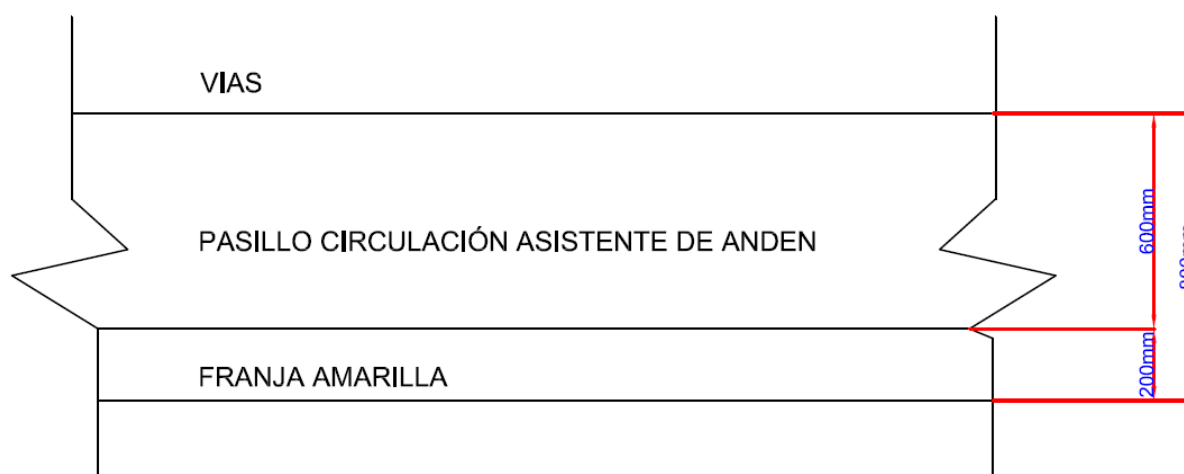 VIAS
PASILLO CIRCULACIÓN ASISTENTE DE ANDEN
600mm
FRANJA AMARILLA
200mm